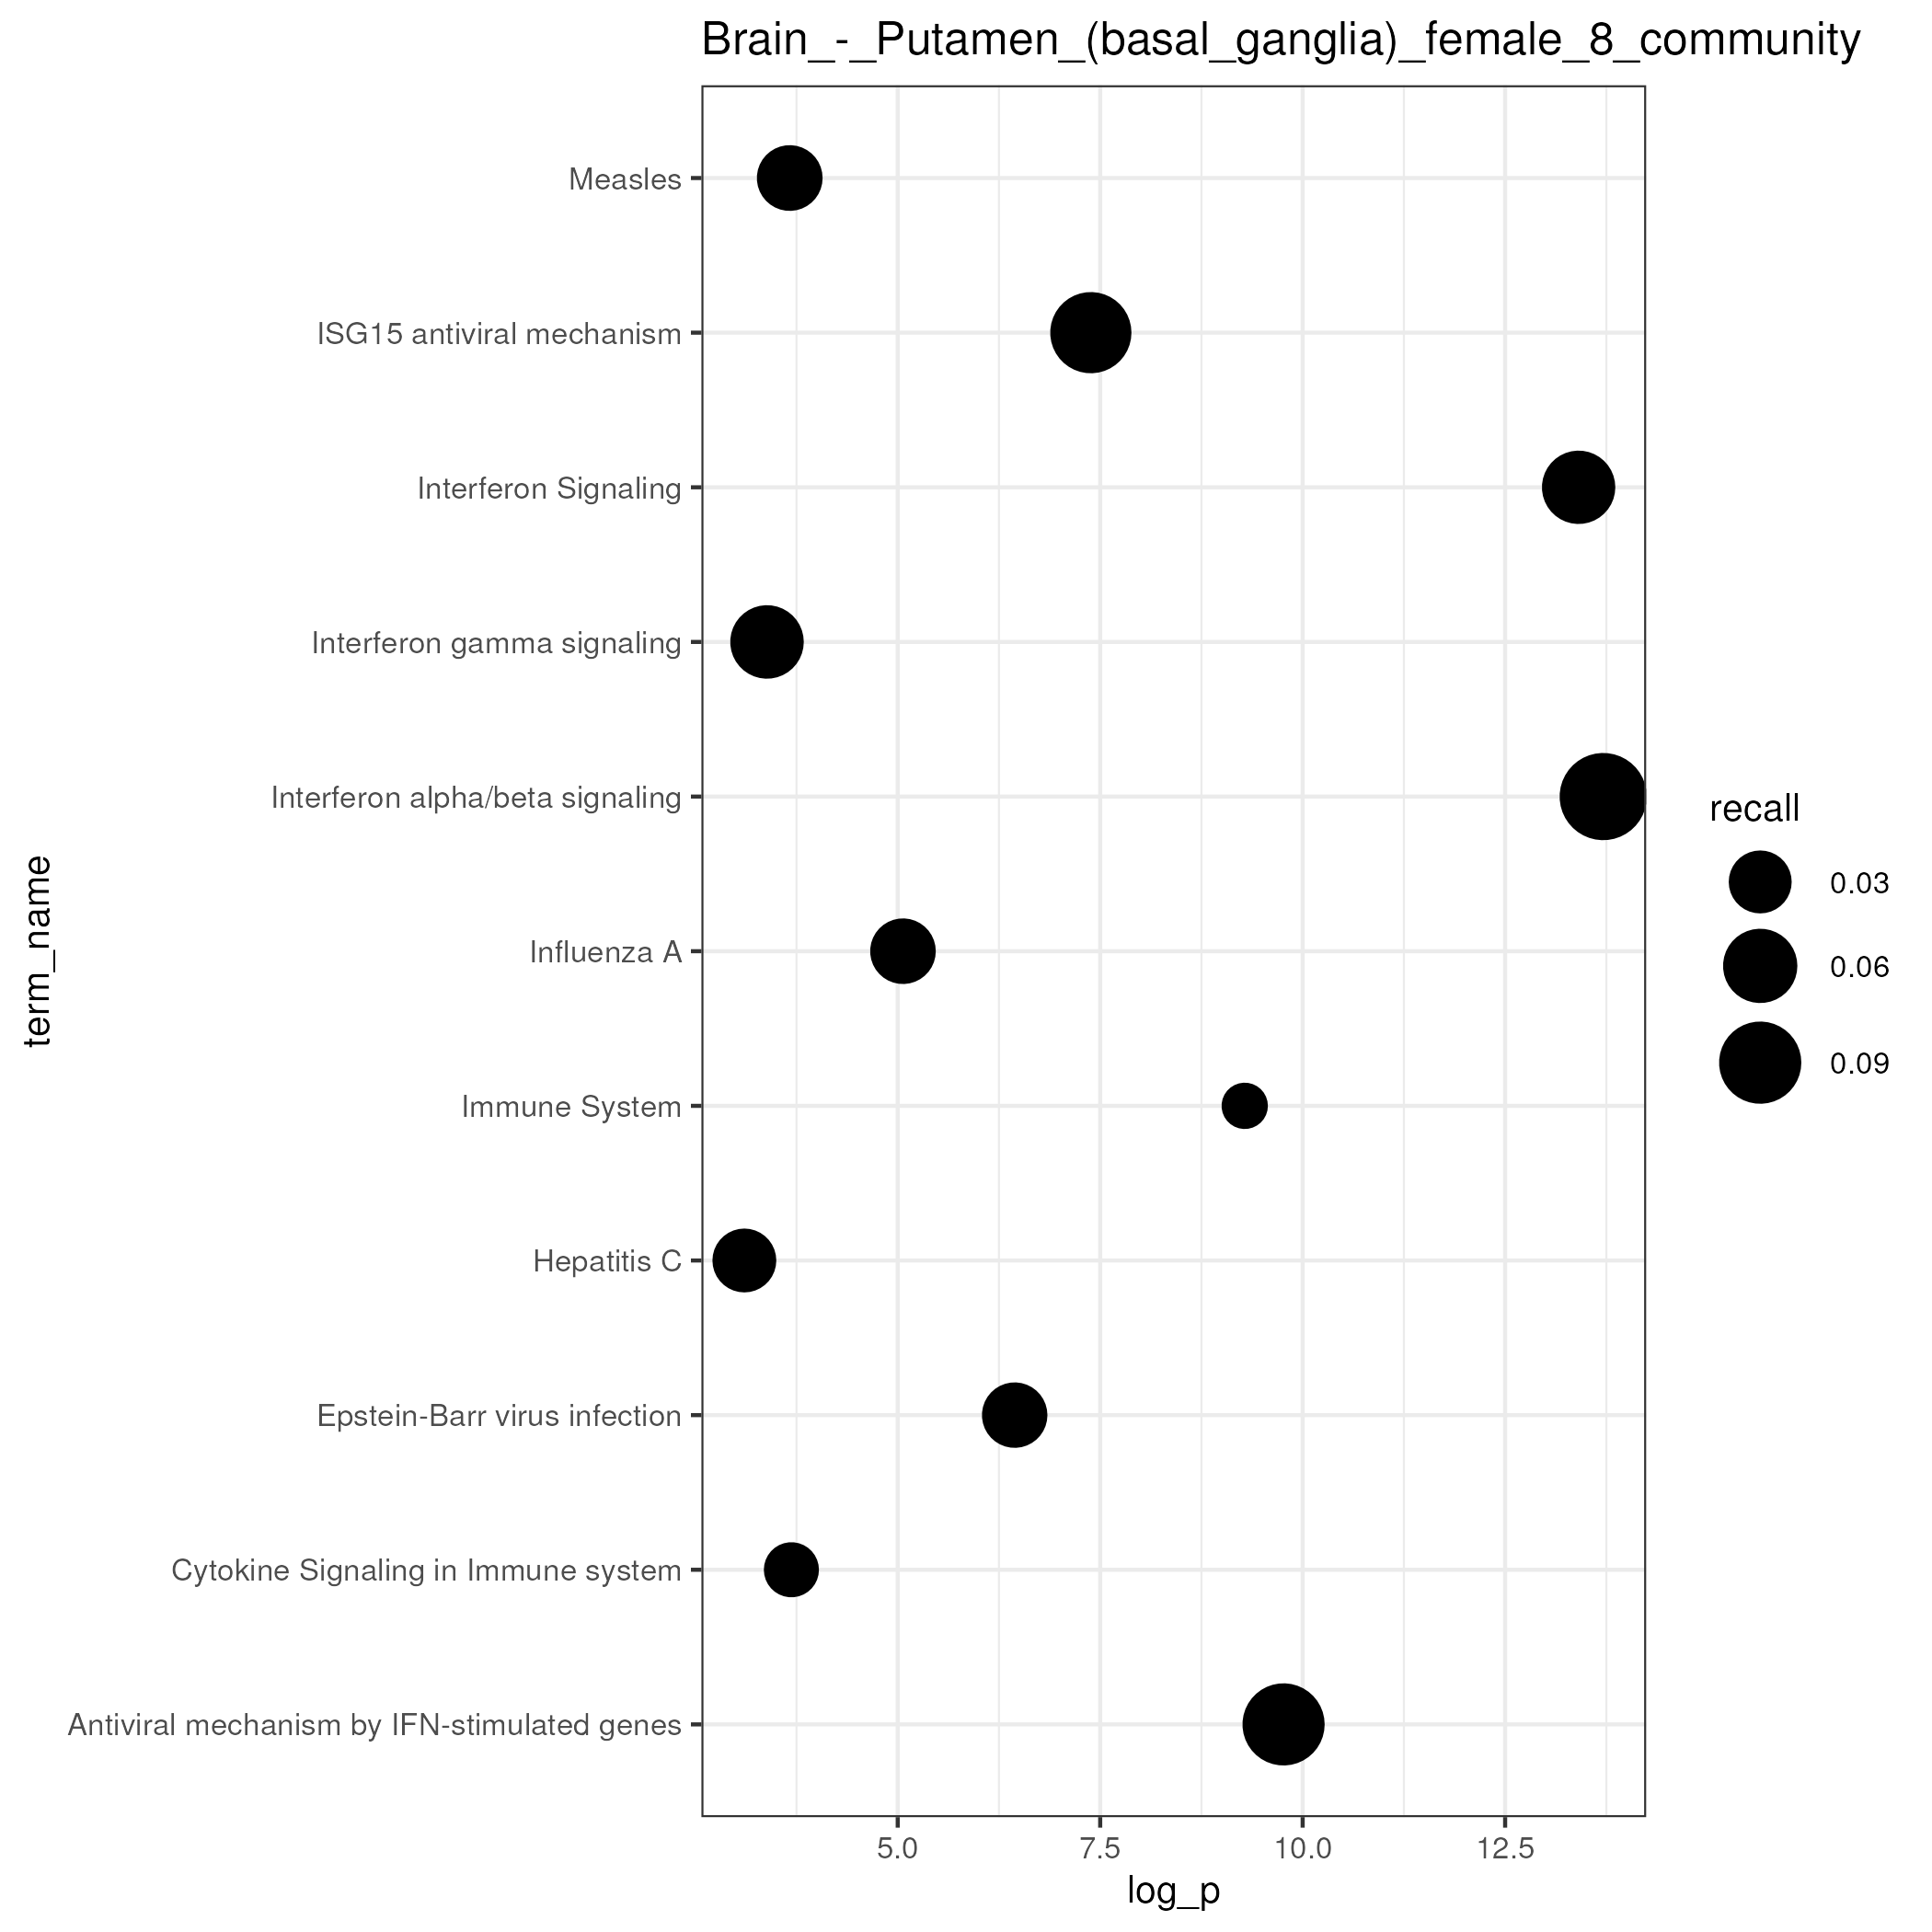 Brain_-_Putamen_(basal_ganglia)_female_8_community
term_name
Measles
ISG15 antiviral mechanism
Interferon Signaling
Interferon gamma signaling
Interferon alpha/beta signaling
Influenza A
Immune System
Hepatitis C
Epstein-Barr virus infection
Cytokine Signaling in Immune system
Antiviral mechanism by IFN-stimulated genes
5.0 7.5 10.0 12.5
log_p
recall
0.03
0.06
0.09